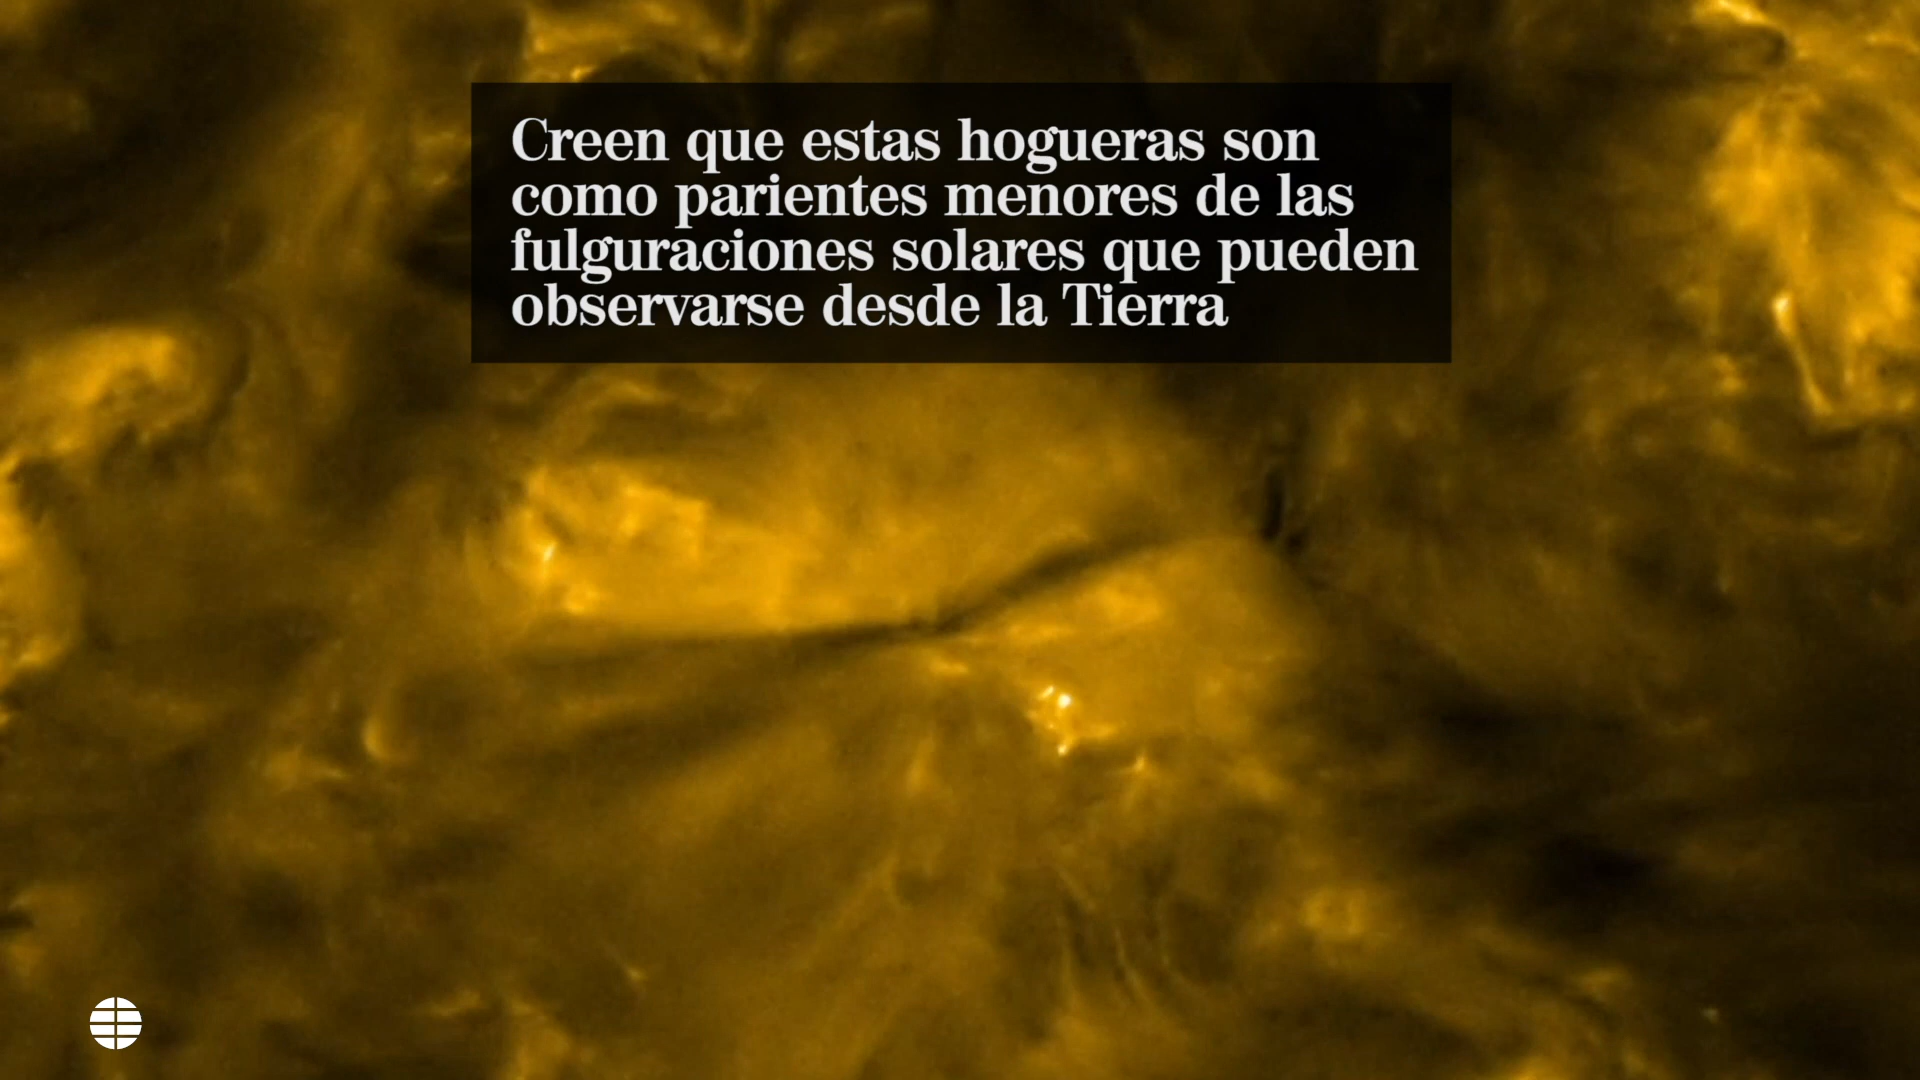 Creen que estas hogueras son
como parientes menores de las
fulguraciones solares que pueden
observarse desde la Tierra